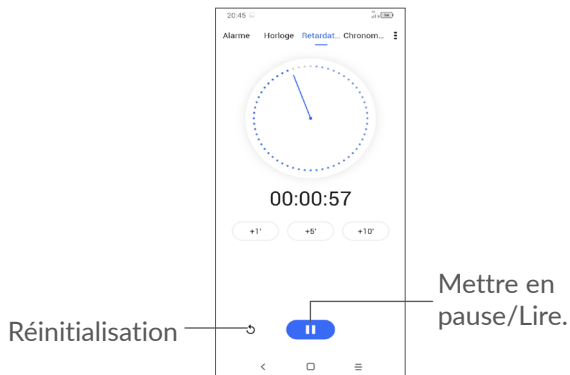 20:45
Alarme Horloge Retardat... Chronom...
00:00:57
+1' +5' +10'
Mettre en
pause/Lire.
Réinitialisation